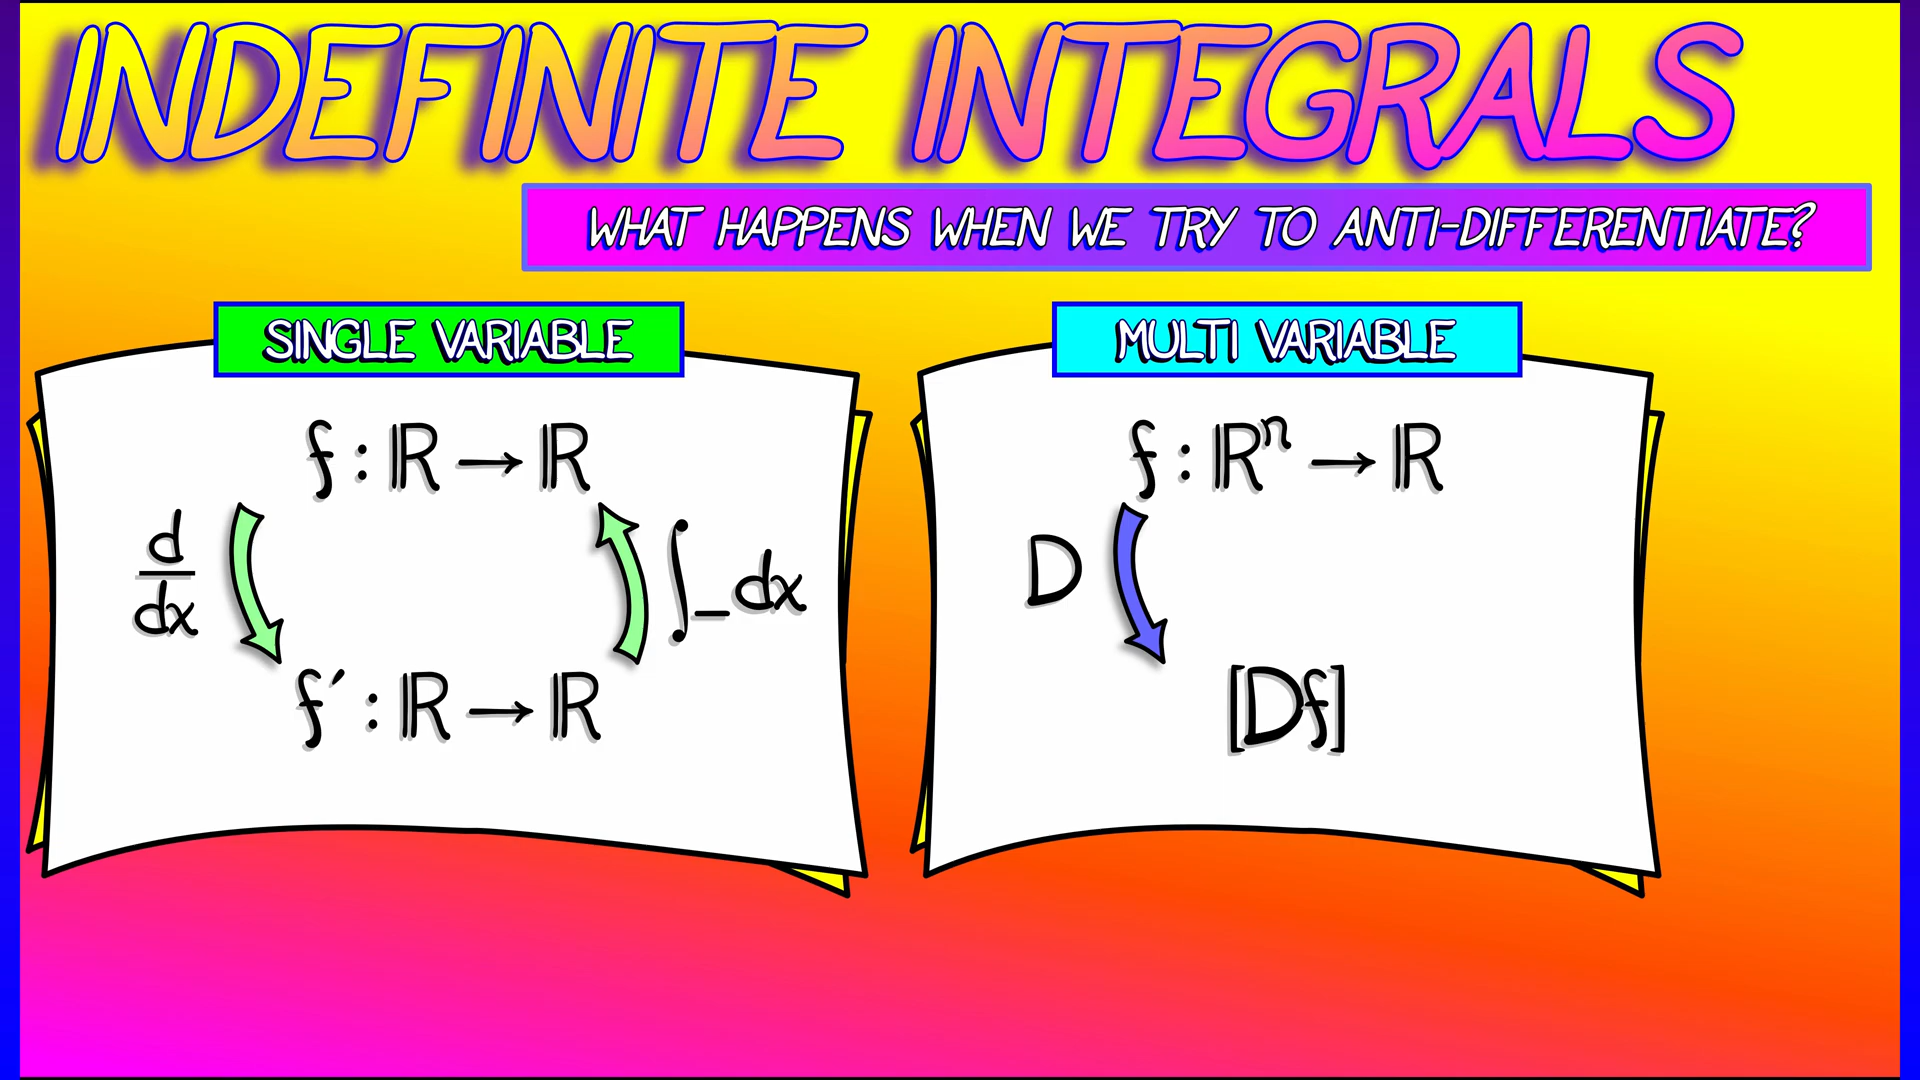 INDEFINITE INTEGRALS
WHAT HAPPENS WHEN WE TRY TO ANTI-DIFFERENTIATE?
SINGLE VARIABLE
f : ℝ → ℝ
d/dx
∫_dx
f′ : ℝ → ℝ
MULTI VARIABLE
f : ℝⁿ → ℝ
D
[Df]